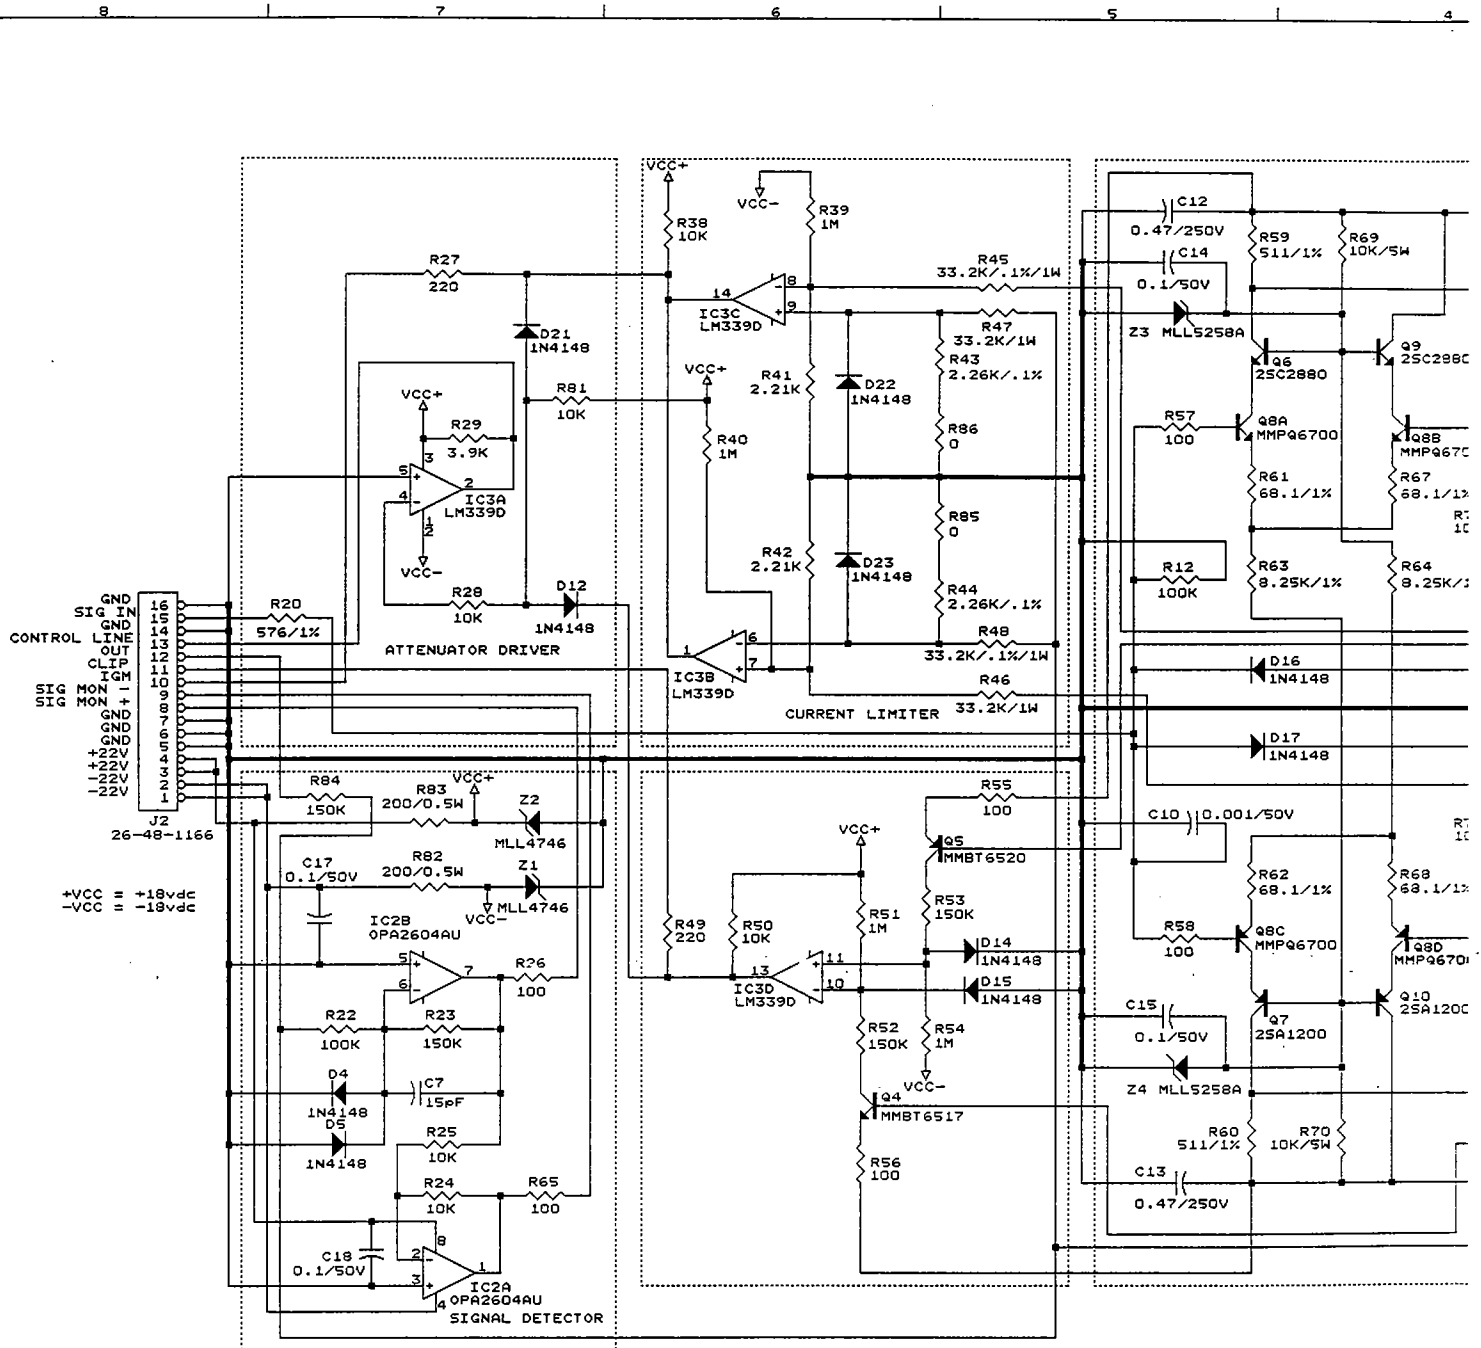 8 7 6 5 4
VCC+
R38
10K
VCC-
R39
1M
R27
220
D21
1N4148
14
8
-
9
+
IC3C
LM339D
R45
33.2K/.1%/1W
R47
33.2K/1W
R43
2.26K/.1%
R41
2.21K
D22
1N4148
R86
0
VCC+
R81
10K
R40
1M
VCC+
R29
3.9K
3
5
+
4
-
2
1
2
IC3A
LM339D
VCC-
R85
0
R42
2.21K
D23
1N4148
R44
2.26K/.1%
R28
10K
D12
1N4148
ATTENUATOR DRIVER
1
6
-
7
+
IC3B
LM339D
R48
33.2K/.1%/1W
R46
33.2K/1W
CURRENT LIMITER
GND 16
SIG IN 15
GND 14
CONTROL LINE 13
OUT 12
CLIP 11
IGM 10
SIG MON - 9
SIG MON + 8
GND 7
GND 6
GND 5
+22V 4
+22V 3
-22V 2
-22V 1
J2
26-48-1166
R20
576/1%
+VCC = +18vdc
-VCC = -18vdc
R84
150K
R83
200/0.5W
VCC+
Z2
MLL4746
C17
0.1/50V
R82
200/0.5W
Z1
MLL4746
VCC-
IC2B
OPA2604AU
5
+
6
-
7
R26
100
R22
100K
R23
150K
D4
1N4148
C7
15pF
D5
1N4148
R25
10K
R24
10K
R65
100
C18
0.1/50V
8
2
-
3
+
1
4
IC2A
OPA2604AU
SIGNAL DETECTOR
R55
100
VCC+
Q5
MMBT6520
R49
220
R50
10K
R51
1M
R53
150K
13
11
+
10
-
IC3D
LM339D
D14
1N4148
D15
1N4148
R52
150K
R54
1M
VCC-
Q4
MMBT6517
R56
100
C12
0.47/250V
C14
0.1/50V
Z3 MLL5258A
R59
511/1%
R69
10K/5W
Q6
2SC2880
Q9
2SC2880
R57
100
Q8A
MMPQ6700
Q8B
MMPQ670
R61
68.1/1%
R67
68.1/1%
R7
10
R12
100K
R63
8.25K/1%
R64
8.25K/1
D16
1N4148
D17
1N4148
C10 0.001/50V
R7
10
R62
68.1/1%
R68
68.1/1%
R58
100
Q8C
MMPQ6700
Q8D
MMPQ670
C15
0.1/50V
Q7
2SA1200
Q10
2SA1200
Z4 MLL5258A
R60
511/1%
R70
10K/5W
C13
0.47/250V